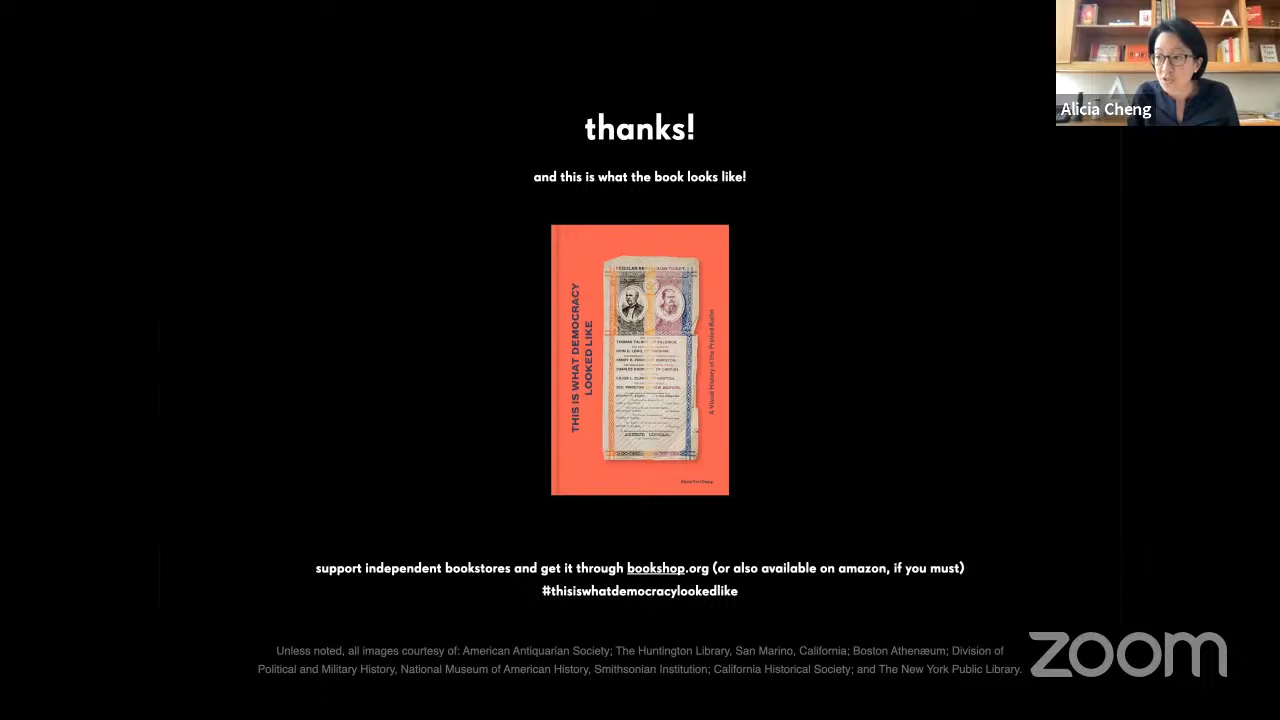 A
Alicia Cheng
thanks!
and this is what the book looks like!
REGULAR REPUBLICAN TICKET.
THIS IS WHAT DEMOCRACY
LOOKED LIKE
A Visual History of the Printed Ballot
support independent bookstores and get it through bookshop.org (or also available on amazon, if you must)
#thisiswhatdemocracylookedlike
Unless noted, all images courtesy of: American Antiquarian Society; The Huntington Library, San Marino, California; Boston Athenæum; Division of
Political and Military History, National Museum of American History, Smithsonian Institution; California Historical Society; and The New York Public Library.
zoom